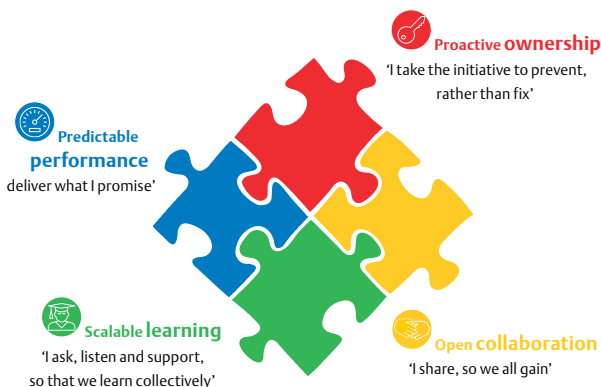 Proactive ownership
‘I take the initiative to prevent,
rather than fix’
Predictable
performance
deliver what I promise’
Scalable learning
‘I ask, listen and support,
so that we learn collectively’
Open collaboration
‘I share, so we all gain’